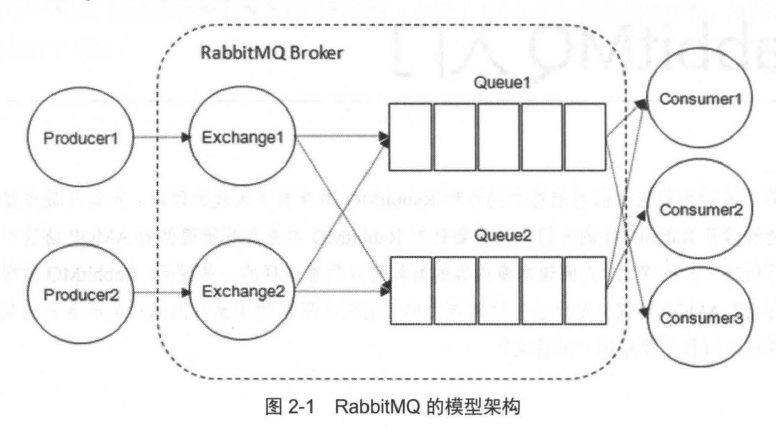 RabbitMQ Broker
Queue1
Producer1
Exchange1
Consumer1
Queue2
Consumer2
Producer2
Exchange2
Consumer3
图 2-1 RabbitMQ 的模型架构